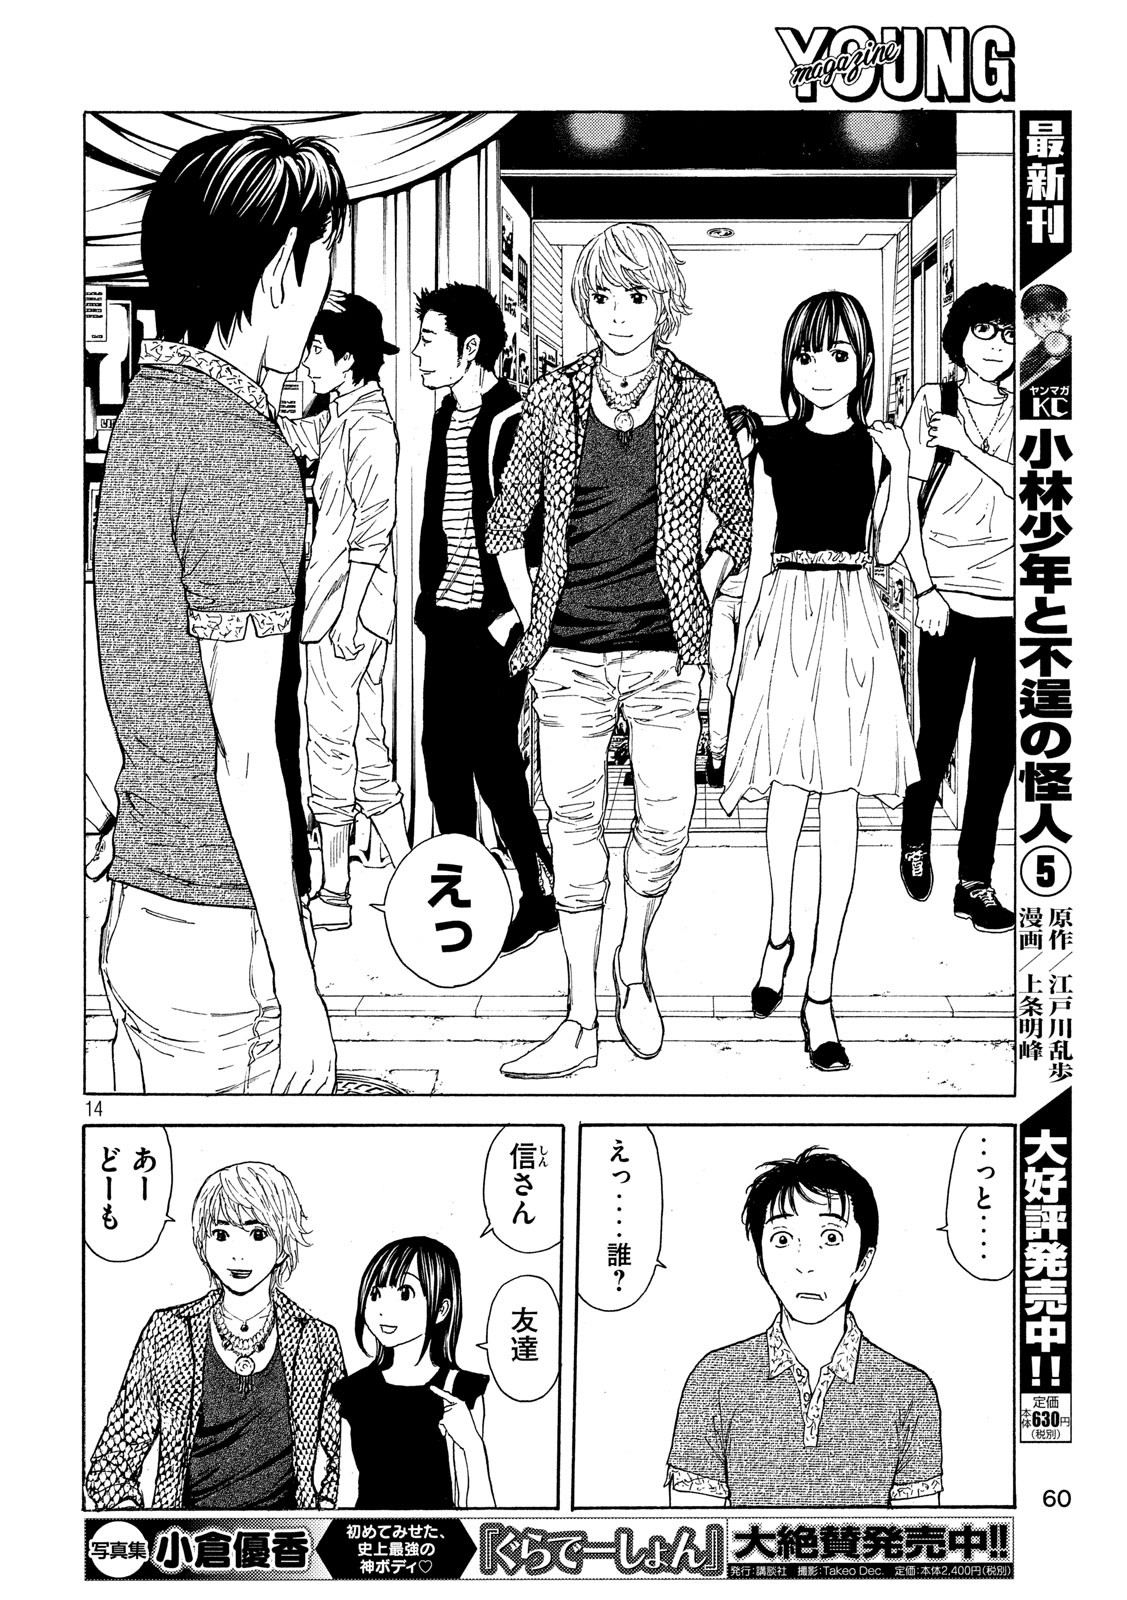 YOUNG
magazine
最新刊
ヤンマガ
KC
小林少年と不逞の怪人⑤
原作/江戸川乱歩
漫画/上条明峰
大好評発売中!!
定価
本体630円
(税別)
えっ
14
‥っと‥‥
えっ‥‥誰?
信さん
しん
友達
あー
どーも
60
写真集
小倉優香
初めてみせた、
史上最強の
神ボディ♡
『ぐらでーしょん』
大絶賛発売中!!
発行:講談社 撮影:Takeo Dec. 定価:本体2,400円(税別)